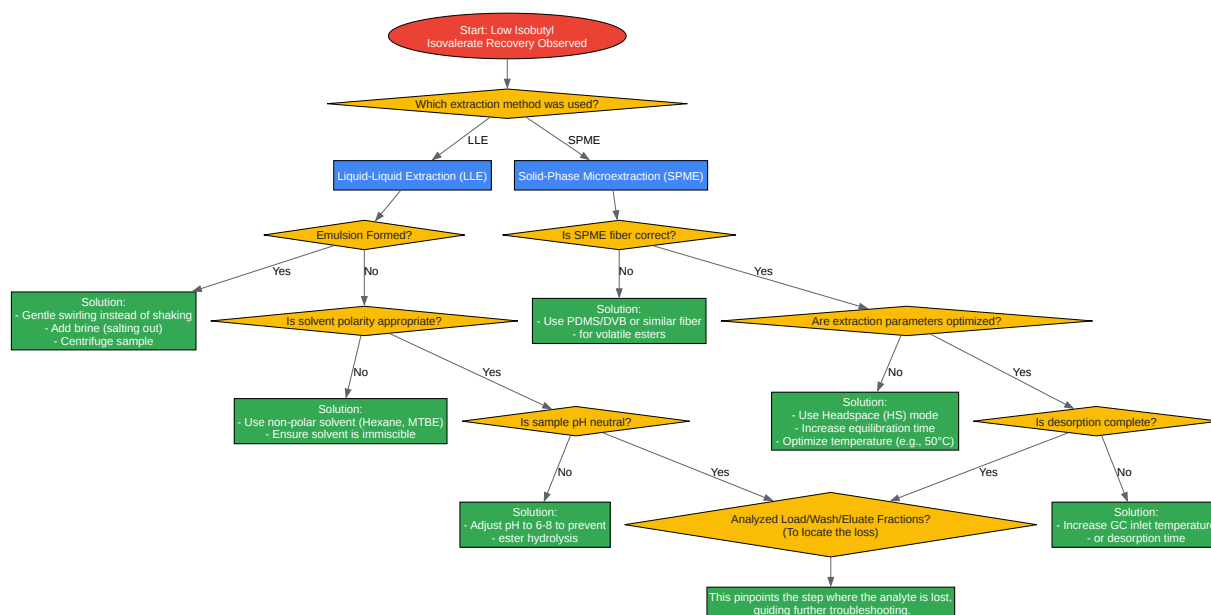 Start: Low Isobutyl
Isovalerate Recovery Observed
Which extraction method was used?
LLE
SPME
Liquid-Liquid Extraction (LLE)
Solid-Phase Microextraction (SPME)
Emulsion Formed?
Is SPME fiber correct?
Yes
No
No
Yes
Solution:
- Gentle swirling instead of shaking
- Add brine (salting out)
- Centrifuge sample
Is solvent polarity appropriate?
Solution:
- Use PDMS/DVB or similar fiber
- for volatile esters
Are extraction parameters optimized?
No
Yes
No
Yes
Solution:
- Use non-polar solvent (Hexane, MTBE)
- Ensure solvent is immiscible
Is sample pH neutral?
Solution:
- Use Headspace (HS) mode
- Increase equilibration time
- Optimize temperature (e.g., 50°C)
Is desorption complete?
No
Yes
Yes
No
Solution:
- Adjust pH to 6-8 to prevent
- ester hydrolysis
Analyzed Load/Wash/Eluate Fractions?
(To locate the loss)
Solution:
- Increase GC inlet temperature
- or desorption time
This pinpoints the step where the analyte is lost,
guiding further troubleshooting.